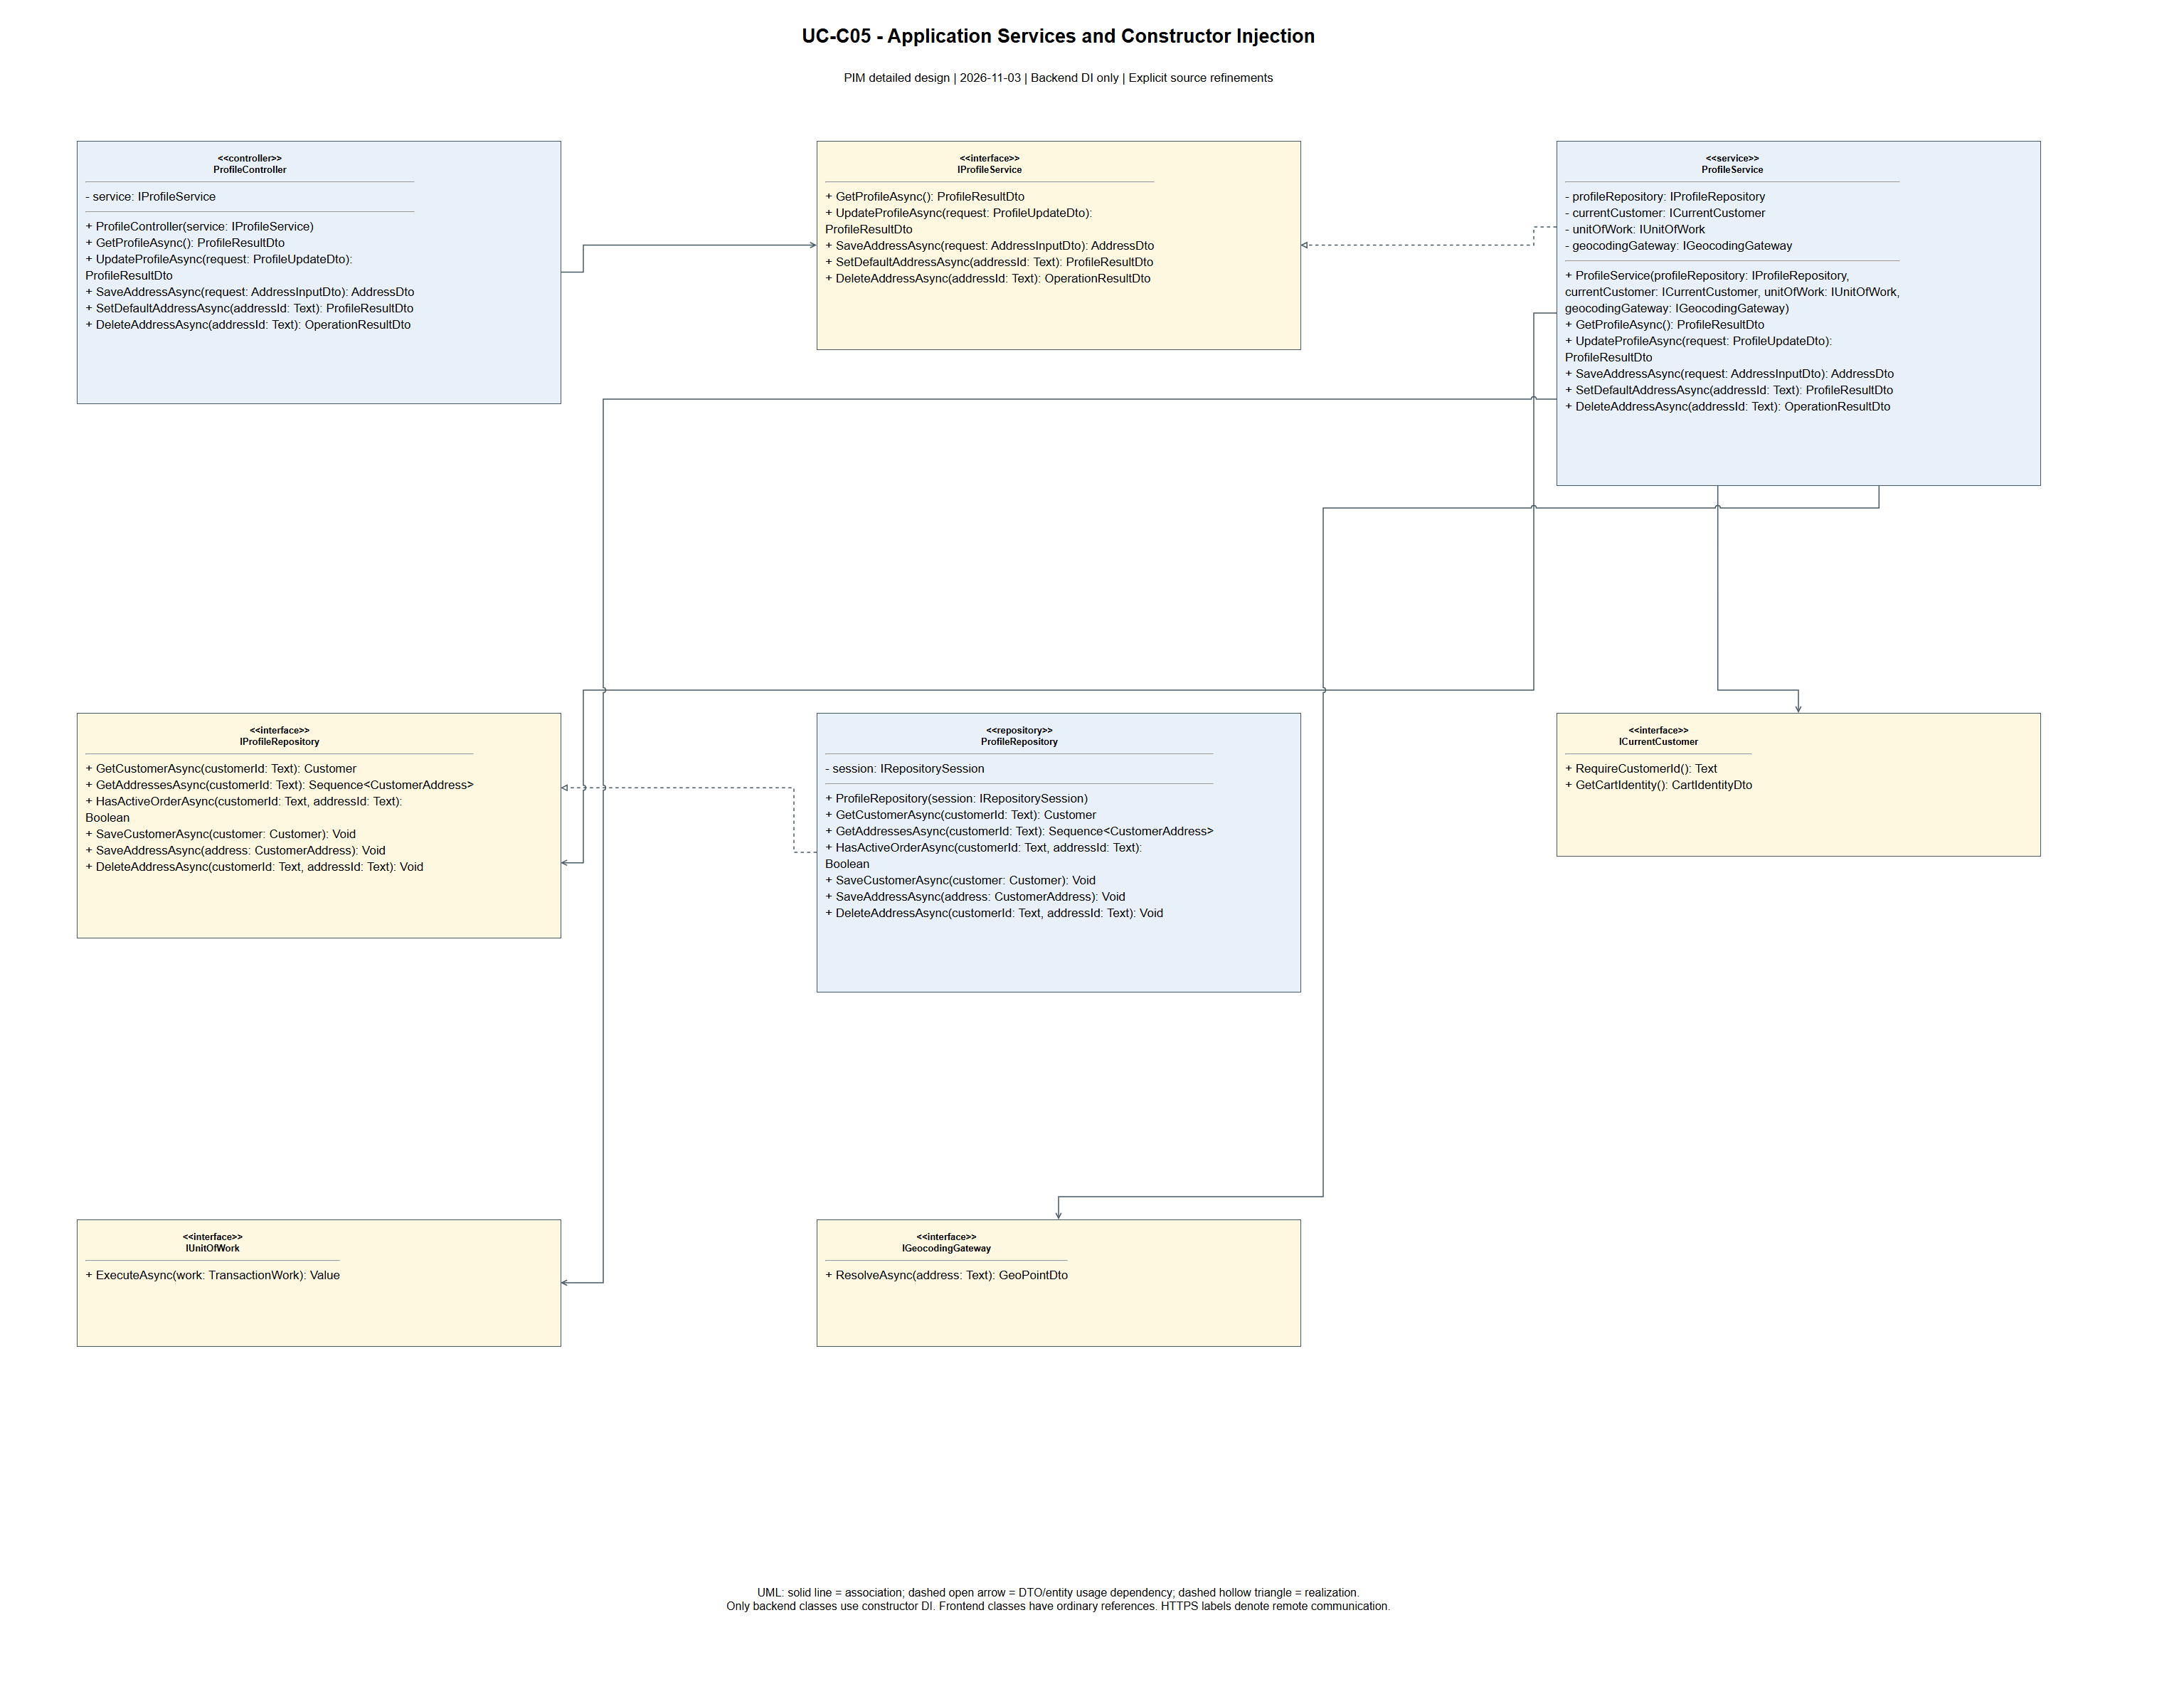 UC-C05 - Application Services and Constructor Injection
PIM detailed design | 2026-11-03 | Backend DI only | Explicit source refinements
<<controller>>
ProfileController
- service: IProfileService
+ ProfileController(service: IProfileService)
+ GetProfileAsync(): ProfileResultDto
+ UpdateProfileAsync(request: ProfileUpdateDto):
ProfileResultDto
+ SaveAddressAsync(request: AddressInputDto): AddressDto
+ SetDefaultAddressAsync(addressId: Text): ProfileResultDto
+ DeleteAddressAsync(addressId: Text): OperationResultDto
<<interface>>
IProfileService
+ GetProfileAsync(): ProfileResultDto
+ UpdateProfileAsync(request: ProfileUpdateDto):
ProfileResultDto
+ SaveAddressAsync(request: AddressInputDto): AddressDto
+ SetDefaultAddressAsync(addressId: Text): ProfileResultDto
+ DeleteAddressAsync(addressId: Text): OperationResultDto
<<service>>
ProfileService
- profileRepository: IProfileRepository
- currentCustomer: ICurrentCustomer
- unitOfWork: IUnitOfWork
- geocodingGateway: IGeocodingGateway
+ ProfileService(profileRepository: IProfileRepository,
currentCustomer: ICurrentCustomer, unitOfWork: IUnitOfWork,
geocodingGateway: IGeocodingGateway)
+ GetProfileAsync(): ProfileResultDto
+ UpdateProfileAsync(request: ProfileUpdateDto):
ProfileResultDto
+ SaveAddressAsync(request: AddressInputDto): AddressDto
+ SetDefaultAddressAsync(addressId: Text): ProfileResultDto
+ DeleteAddressAsync(addressId: Text): OperationResultDto
<<interface>>
IProfileRepository
+ GetCustomerAsync(customerId: Text): Customer
+ GetAddressesAsync(customerId: Text): Sequence<CustomerAddress>
+ HasActiveOrderAsync(customerId: Text, addressId: Text):
Boolean
+ SaveCustomerAsync(customer: Customer): Void
+ SaveAddressAsync(address: CustomerAddress): Void
+ DeleteAddressAsync(customerId: Text, addressId: Text): Void
<<repository>>
ProfileRepository
- session: IRepositorySession
+ ProfileRepository(session: IRepositorySession)
+ GetCustomerAsync(customerId: Text): Customer
+ GetAddressesAsync(customerId: Text): Sequence<CustomerAddress>
+ HasActiveOrderAsync(customerId: Text, addressId: Text):
Boolean
+ SaveCustomerAsync(customer: Customer): Void
+ SaveAddressAsync(address: CustomerAddress): Void
+ DeleteAddressAsync(customerId: Text, addressId: Text): Void
<<interface>>
ICurrentCustomer
+ RequireCustomerId(): Text
+ GetCartIdentity(): CartIdentityDto
<<interface>>
IUnitOfWork
+ ExecuteAsync(work: TransactionWork): Value
<<interface>>
IGeocodingGateway
+ ResolveAsync(address: Text): GeoPointDto
UML: solid line = association; dashed open arrow = DTO/entity usage dependency; dashed hollow triangle = realization.
Only backend classes use constructor DI. Frontend classes have ordinary references. HTTPS labels denote remote communication.